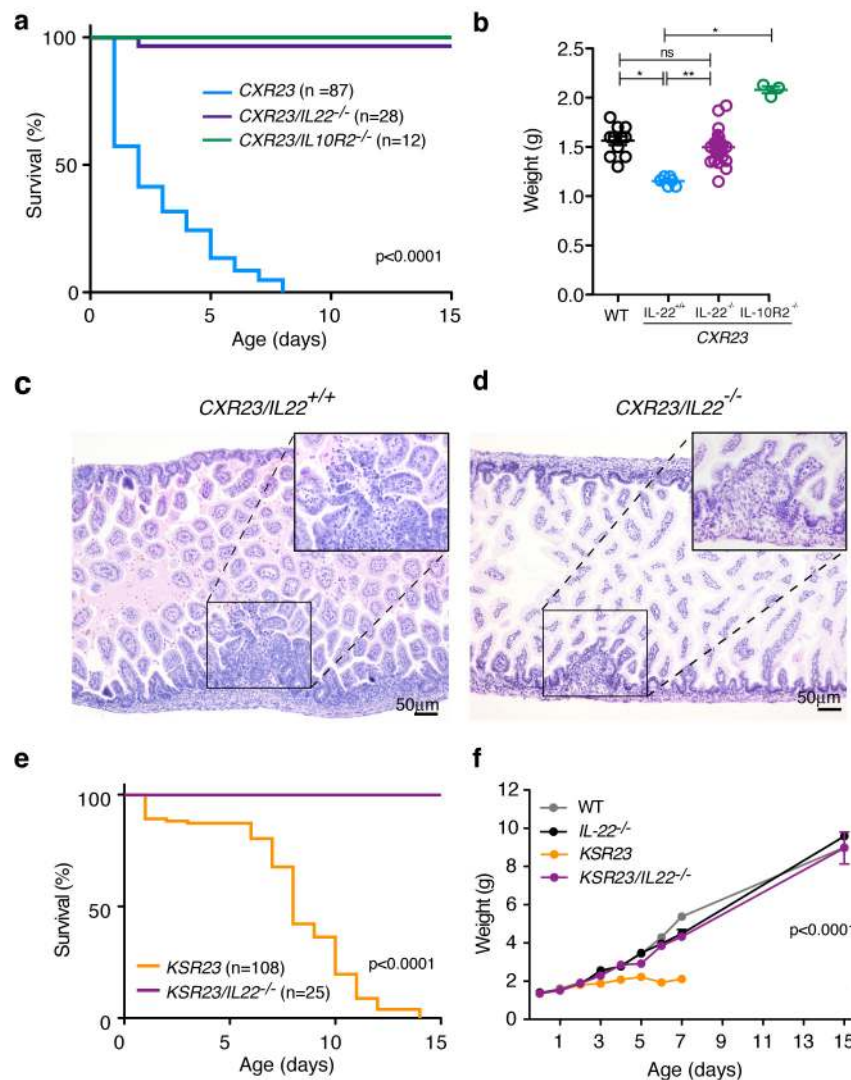 a
100
50
0
Survival (%)
CXR23 (n =87)
CXR23/IL22-/- (n=28)
CXR23/IL10R2-/- (n=12)
p<0.0001
0 5 10 15
Age (days)
b
*
ns
* **
2.5
2.0
1.5
1.0
0.5
0.0
Weight (g)
WT IL-22+/+ IL-22-/- IL-10R2-/-
CXR23
c
CXR23/IL22+/+
50μm
d
CXR23/IL22-/-
50μm
e
100
50
0
Survival (%)
KSR23 (n=108)
KSR23/IL22-/- (n=25)
p<0.0001
0 5 10 15
Age (days)
f
12
10
8
6
4
2
0
Weight (g)
WT
IL-22-/-
KSR23
KSR23/IL22-/-
p<0.0001
1 3 5 7 9 11 13 15
Age (days)